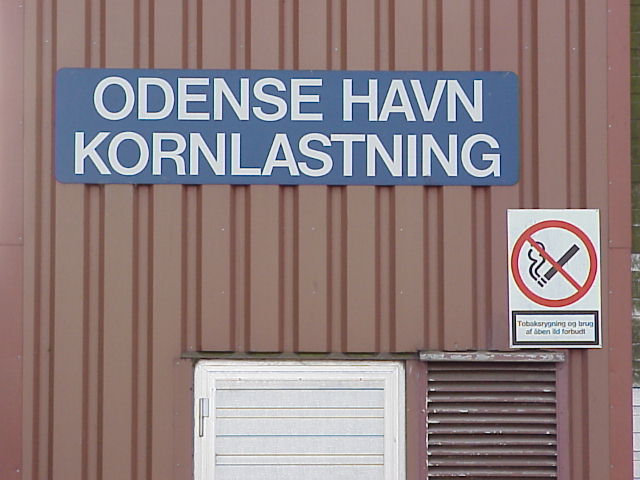 ODENSE HAVN
KORNLASTNING
Tobaksrygning og brug
af åben ild forbudt